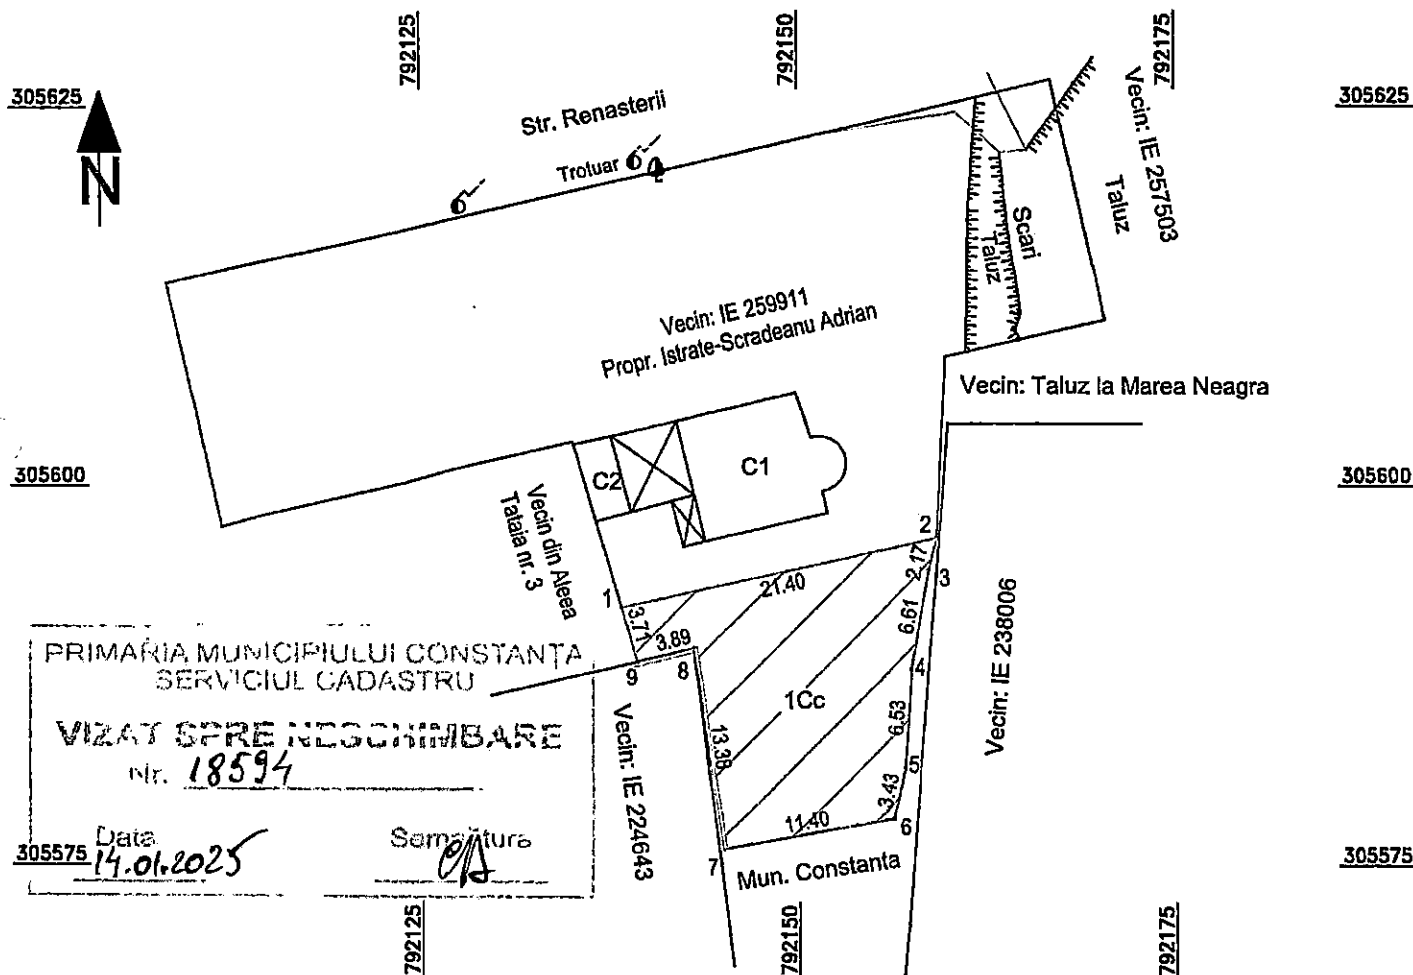 792125
792150
792175
305625
305625
N
Str. Renasterii
Trotuar
Vecin: IE 257503
Taluz
Scari
Taluz
Vecin: IE 259911
Propr. Istrate-Scradeanu Adrian
Vecin: Taluz la Marea Neagra
305600
305600
C2
C1
Vecin din Aleea
Tataia nr. 3
2
1
21.40
2.17
3
3.71
3.89
6.61
9
8
4
1Cc
Vecin: IE 238006
13.38
6.53
5
3.43
11.40
6
7
Vecin: IE 224643
Mun. Constanta
PRIMARIA MUNICIPIULUI CONSTANȚA
SERVICIUL CADASTRU
VIZAT SPRE NESCHIMBARE
Nr. 18594
Data Semnătura
14.01.2025
305575
305575
792125
792150
792175